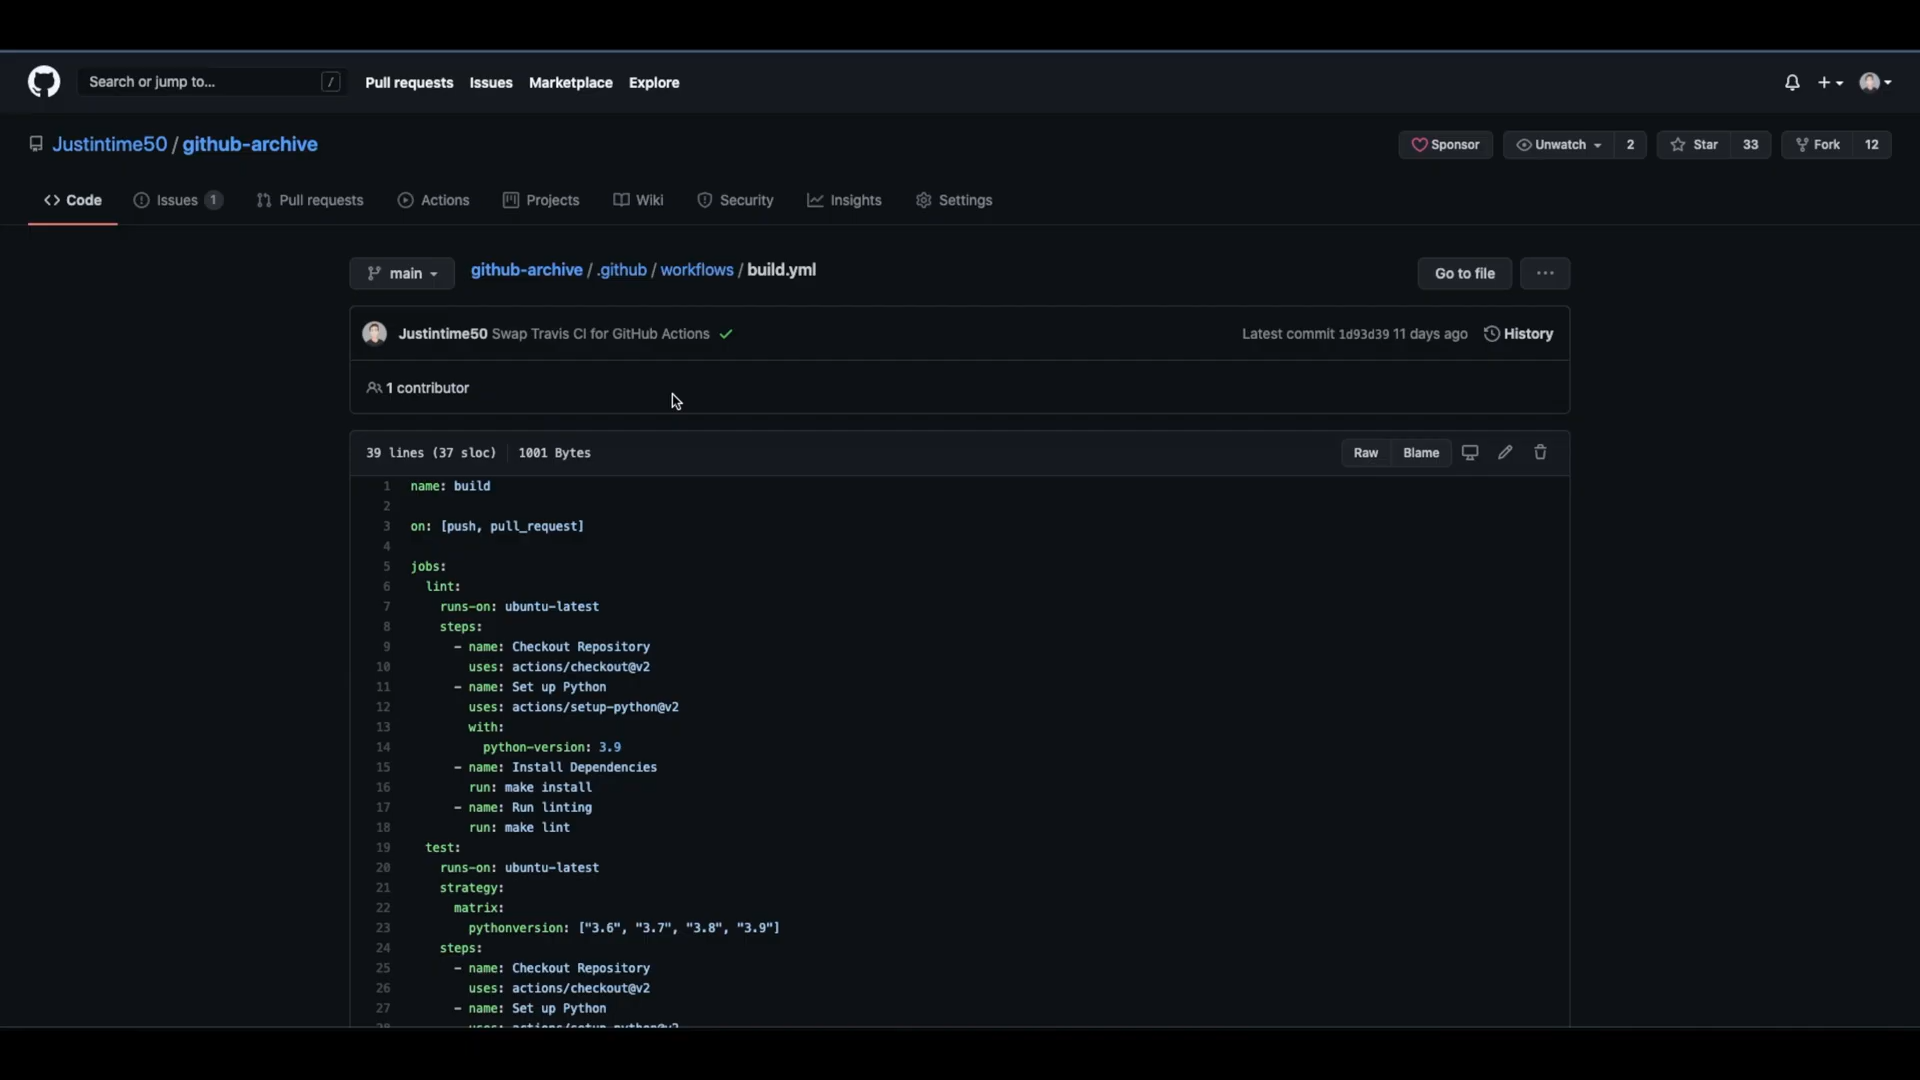 Search or jump to... / Pull requests Issues Marketplace Explore
Justintime50 / github-archive Sponsor Unwatch 2 Star 33 Fork 12
Code Issues 1 Pull requests Actions Projects Wiki Security Insights Settings
main github-archive / .github / workflows / build.yml Go to file ...
Justintime50 Swap Travis CI for GitHub Actions Latest commit 1d93d39 11 days ago History
1 contributor
39 lines (37 sloc) 1001 Bytes Raw Blame
1 name: build
2
3 on: [push, pull_request]
4
5 jobs:
6 lint:
7 runs-on: ubuntu-latest
8 steps:
9 - name: Checkout Repository
10 uses: actions/checkout@v2
11 - name: Set up Python
12 uses: actions/setup-python@v2
13 with:
14 python-version: 3.9
15 - name: Install Dependencies
16 run: make install
17 - name: Run linting
18 run: make lint
19 test:
20 runs-on: ubuntu-latest
21 strategy:
22 matrix:
23 pythonversion: ["3.6", "3.7", "3.8", "3.9"]
24 steps:
25 - name: Checkout Repository
26 uses: actions/checkout@v2
27 - name: Set up Python
28 uses: actions/setup-python@v2